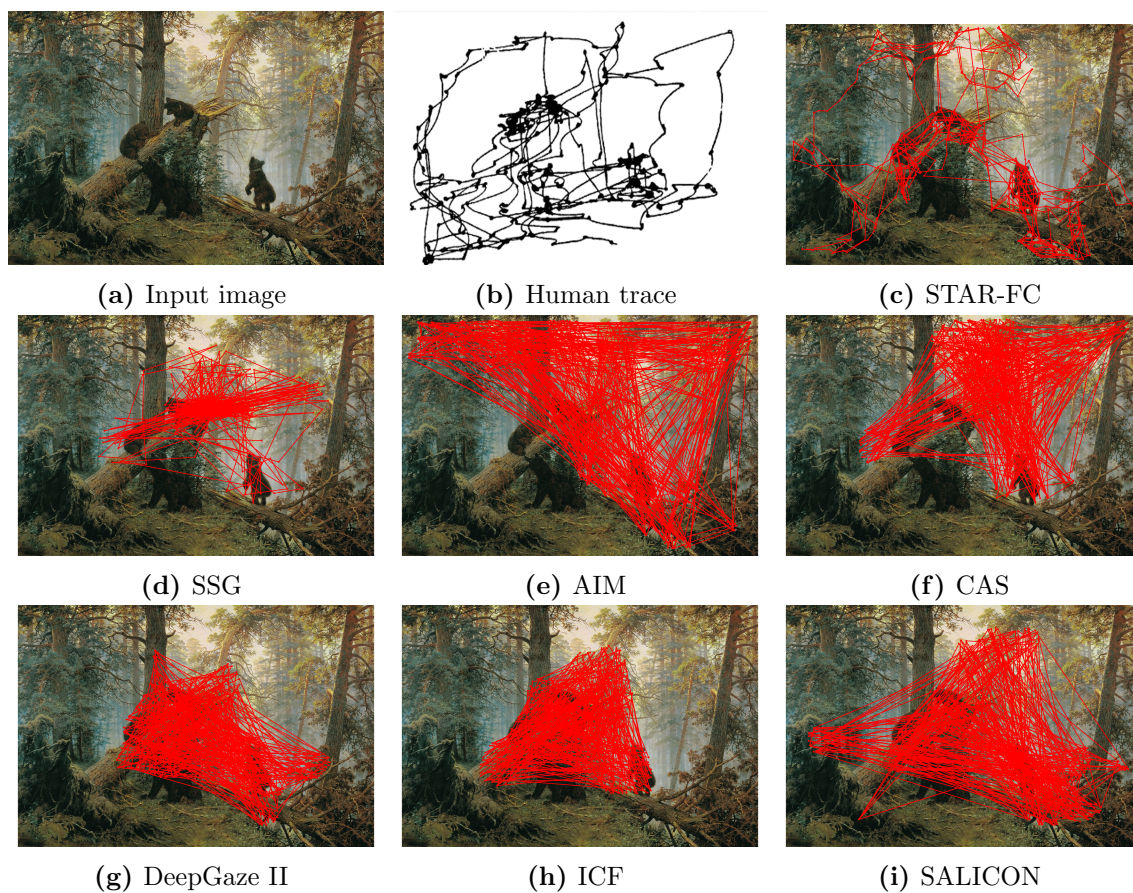 (a) Input image
(b) Human trace
(c) STAR-FC
(d) SSG
(e) AIM
(f) CAS
(g) DeepGaze II
(h) ICF
(i) SALICON